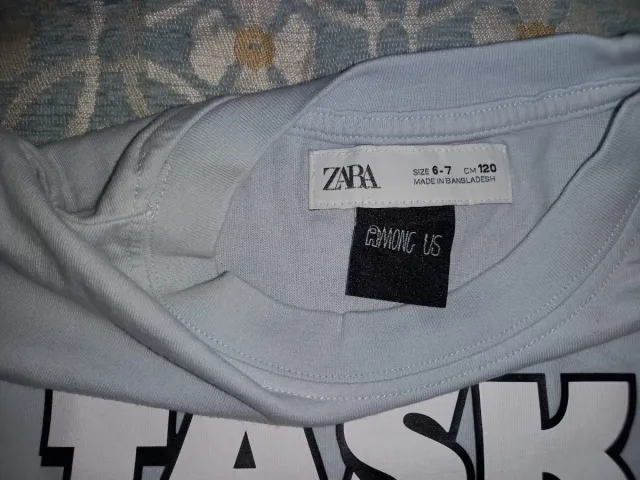 ZARA
SIZE 6-7 CM 120
MADE IN BANGLADESH
AMONG US
TASK